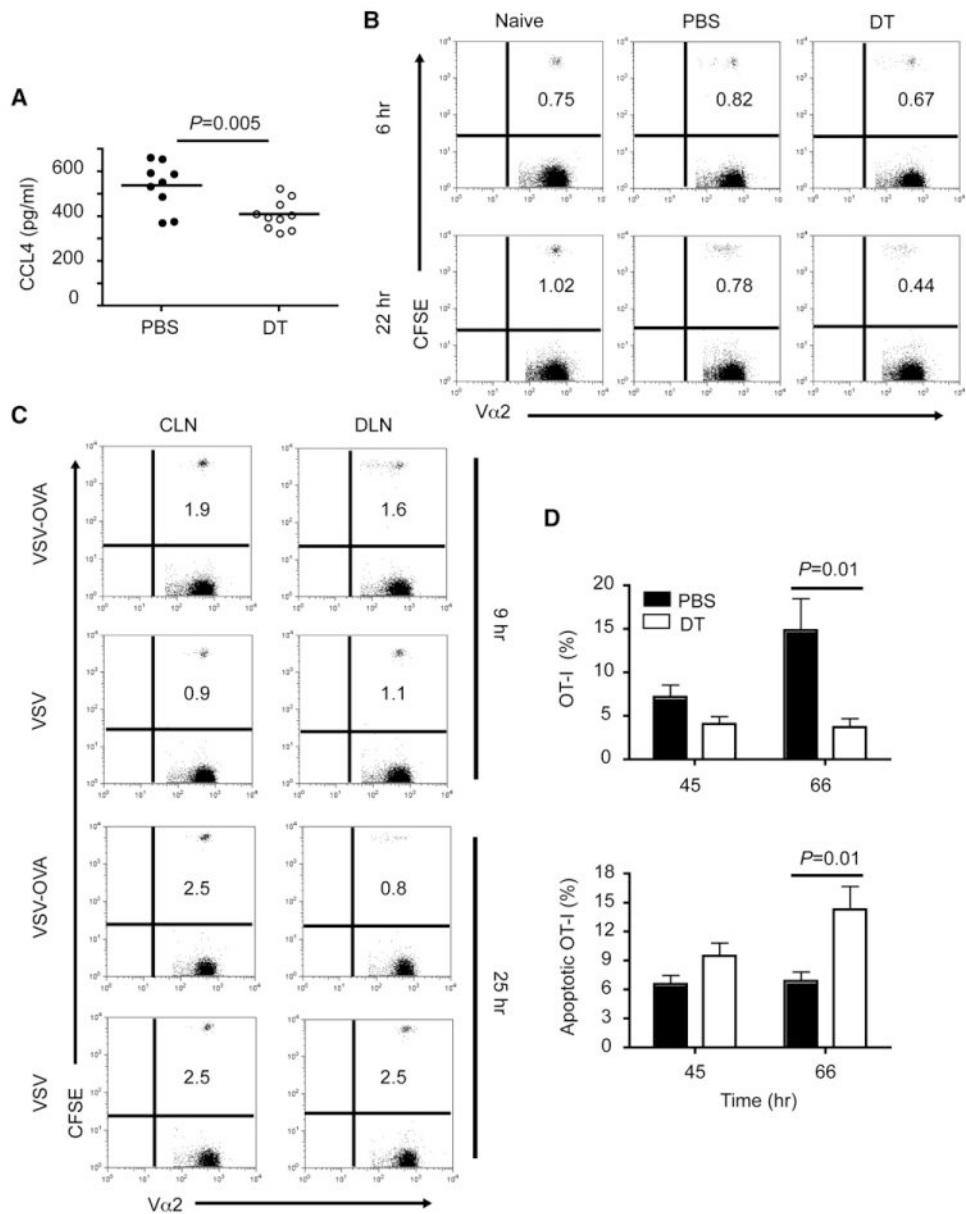 A
P=0.005
CCL4 (pg/ml)
600
400
200
0
PBS
DT
B
Naive
PBS
DT
6 hr
0.75
0.82
0.67
22 hr
1.02
0.78
0.44
CFSE
Vα2
C
CLN
DLN
VSV-OVA
1.9
1.6
VSV
0.9
1.1
9 hr
VSV-OVA
2.5
0.8
VSV
2.5
2.5
25 hr
CFSE
Vα2
D
OT-I (%)
20
15
10
5
0
PBS
DT
P=0.01
45
66
Apoptotic OT-I (%)
18
15
12
9
6
3
0
P=0.01
45
66
Time (hr)